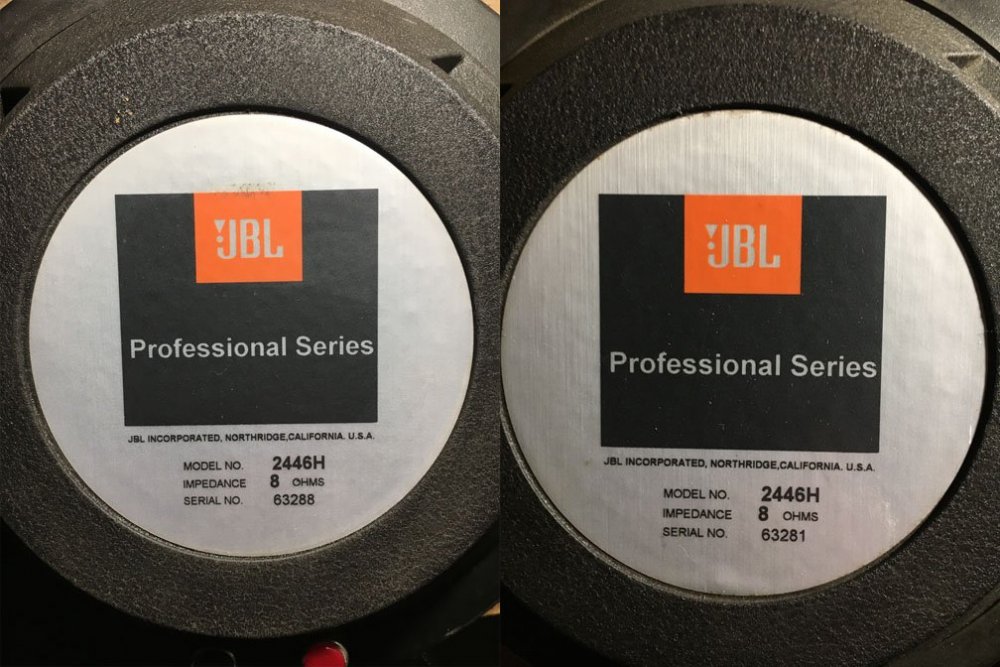 JBL
Professional Series
JBL INCORPORATED, NORTHRIDGE,CALIFORNIA. U.S.A.
MODEL NO. 2446H
IMPEDANCE 8 OHMS
SERIAL NO. 63288
JBL
Professional Series
JBL INCORPORATED, NORTHRIDGE,CALIFORNIA. U.S.A.
MODEL NO. 2446H
IMPEDANCE 8 OHMS
SERIAL NO. 63281